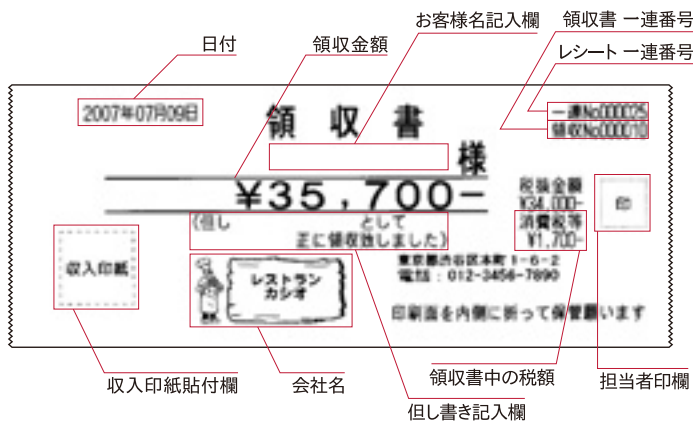 お客様名記入欄
領収書 一連番号
日付
領収金額
レシート 一連番号
2007年07月09日
領収書
一連No000025
領収No000010
様
¥35,700-
税抜金額
¥34,000-
印
(但し として
消費税等
正に領収致しました)
¥1,700-
収入印紙
レストラン
カシオ
東京都渋谷区本町1-6-2
電話:012-3456-7890
印刷面を内側に折って保管願います
収入印紙貼付欄
会社名
領収書中の税額
担当者印欄
但し書き記入欄